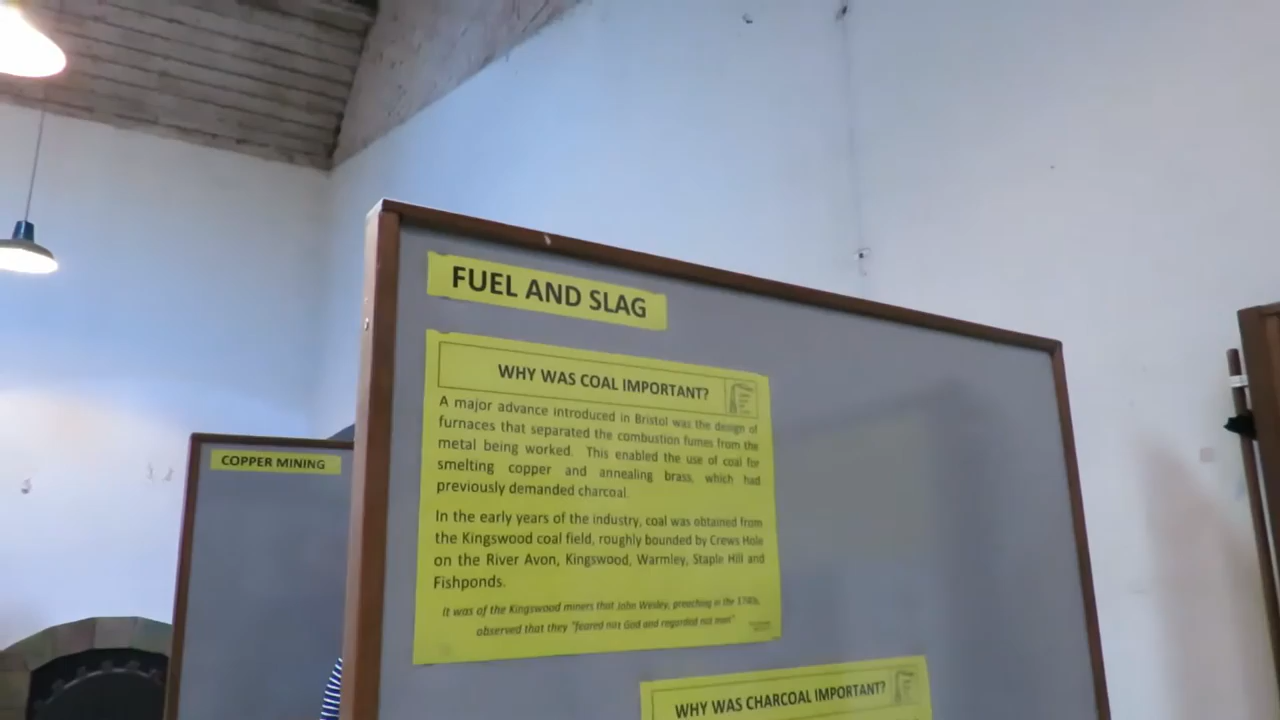 FUEL AND SLAG
WHY WAS COAL IMPORTANT?
A major advance introduced in Bristol was the design of
furnaces that separated the combustion fumes from the
metal being worked. This enabled the use of coal for
smelting copper and annealing brass, which had
previously demanded charcoal.
In the early years of the industry, coal was obtained from
the Kingswood coal field, roughly bounded by Crews Hole
on the River Avon, Kingswood, Warmley, Staple Hill and
Fishponds.
It was of the Kingswood miners that John Wesley, preaching in the 1740s,
observed that they "feared not God and regarded not man"
COPPER MINING
WHY WAS CHARCOAL IMPORTANT?